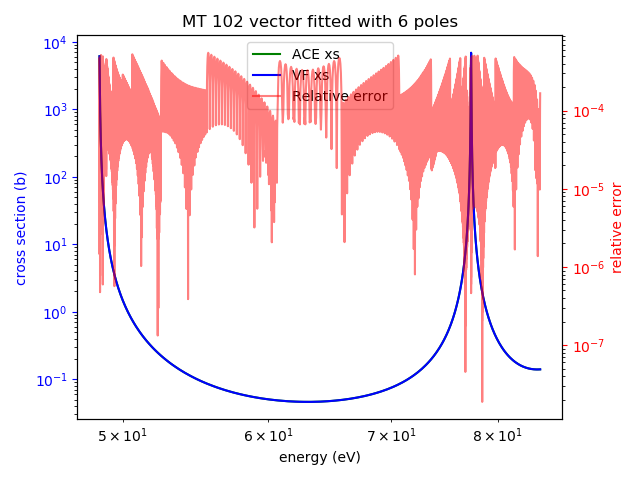 MT 102 vector fitted with 6 poles
ACE xs
VF xs
Relative error
cross section (b)
10⁴
10³
10²
10¹
10⁰
10⁻¹
10⁻⁴
10⁻⁵
10⁻⁶
10⁻⁷
relative error
5 × 10¹ 6 × 10¹ 7 × 10¹ 8 × 10¹
energy (eV)